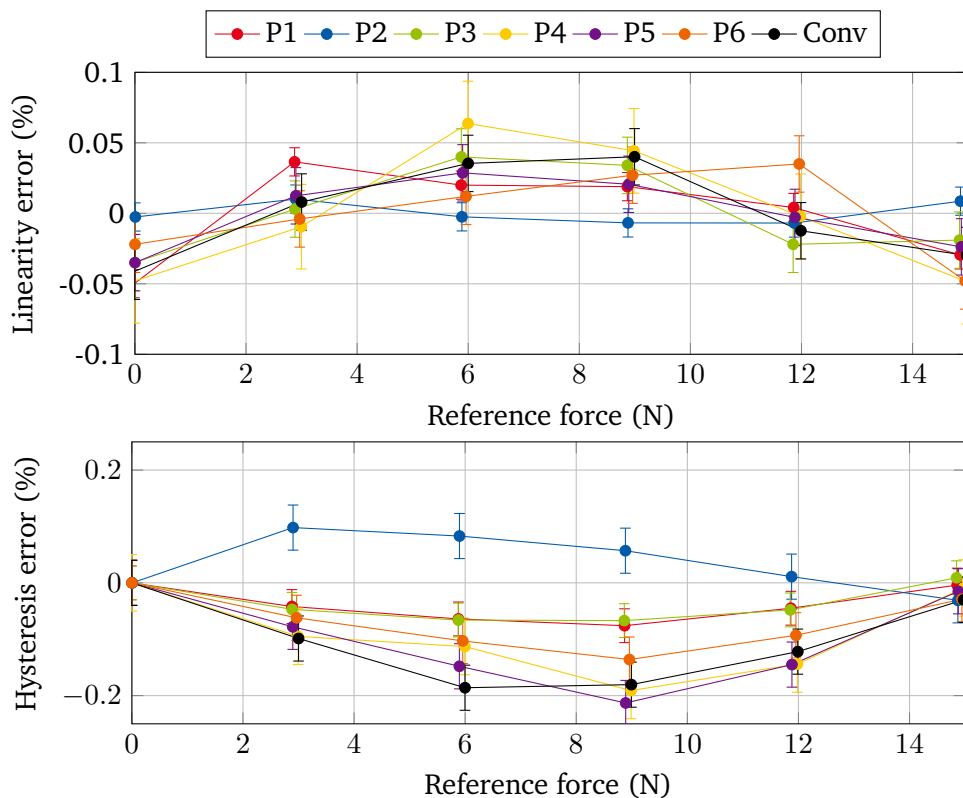 P1 P2 P3 P4 P5 P6 Conv
0.1
0.05
0
-0.05
-0.1
Linearity error (%)
0 2 4 6 8 10 12 14
Reference force (N)
0.2
0
−0.2
Hysteresis error (%)
0 2 4 6 8 10 12 14
Reference force (N)